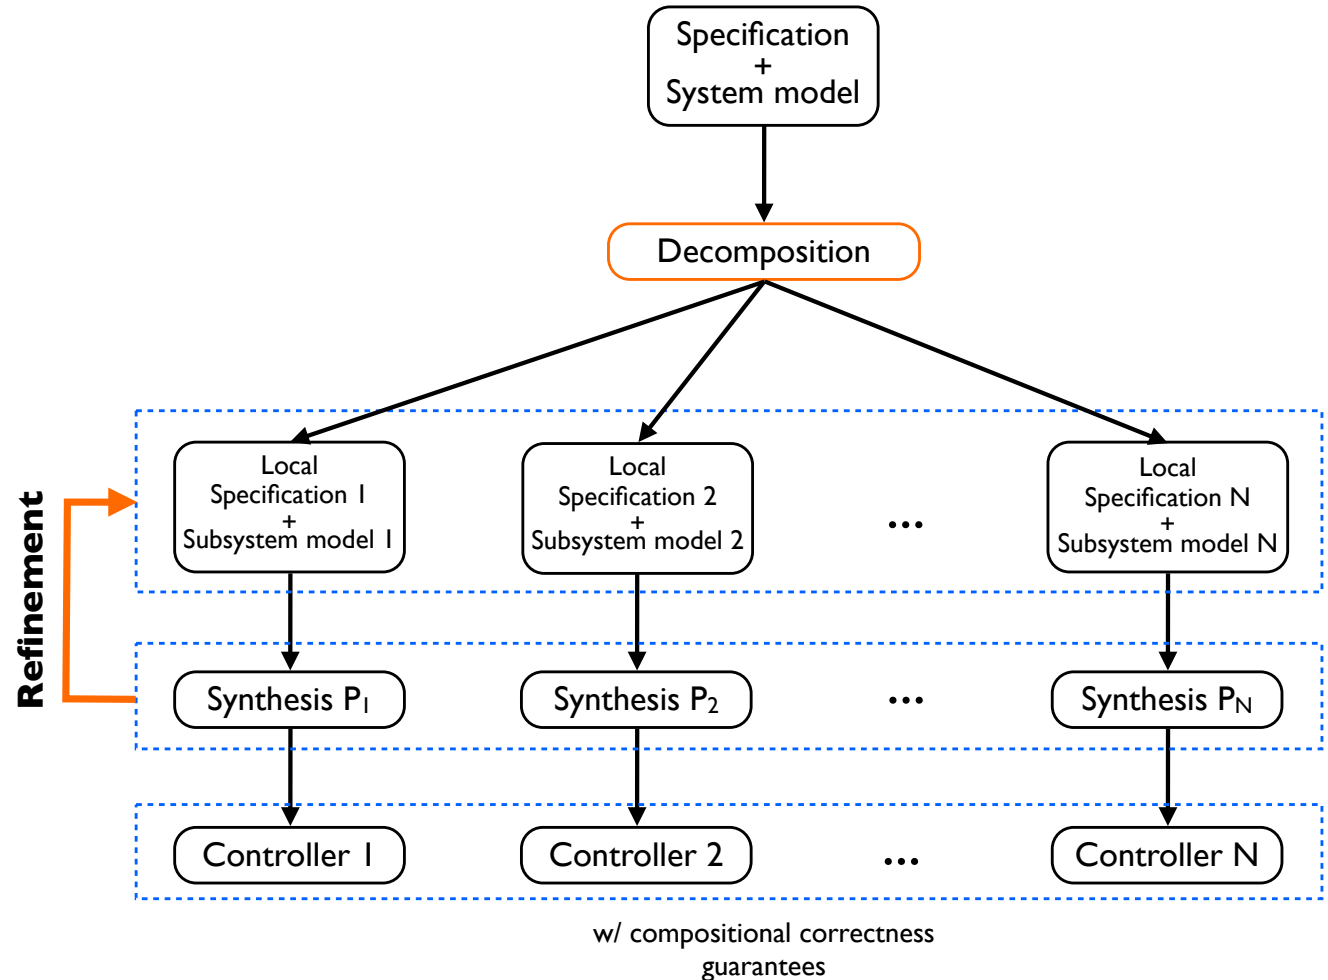 Specification
+
System model
Decomposition
Local
Specification 1
+
Subsystem model 1
Local
Specification 2
+
Subsystem model 2
...
Local
Specification N
+
Subsystem model N
Refinement
Synthesis P1
Synthesis P2
...
Synthesis PN
Controller 1
Controller 2
...
Controller N
w/ compositional correctness
guarantees